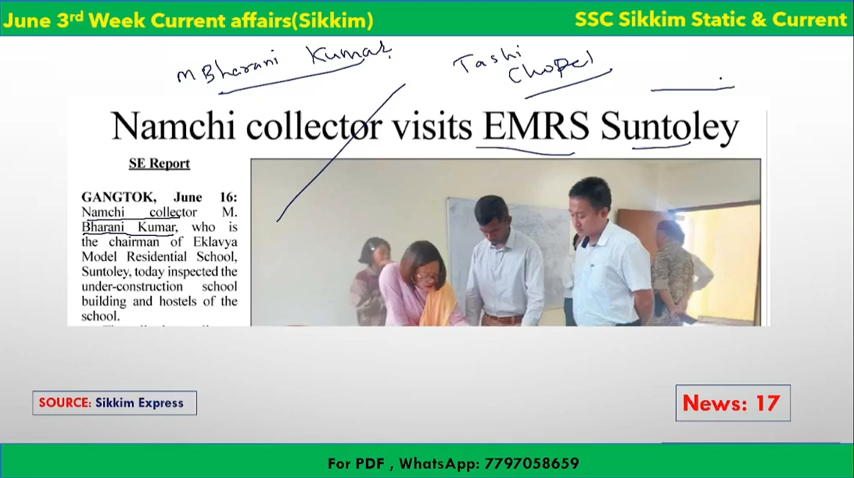 June 3rd Week Current affairs(Sikkim)
SSC Sikkim Static & Current
M Bharani Kumar
Tashi
Chopel
Namchi collector visits EMRS Suntoley
SE Report
GANGTOK, June 16:
Namchi collector M.
Bharani Kumar, who is
the chairman of Eklavya
Model Residential School,
Suntoley, today inspected the
under-construction school
building and hostels of the
school.
SOURCE: Sikkim Express
News: 17
For PDF , WhatsApp: 7797058659